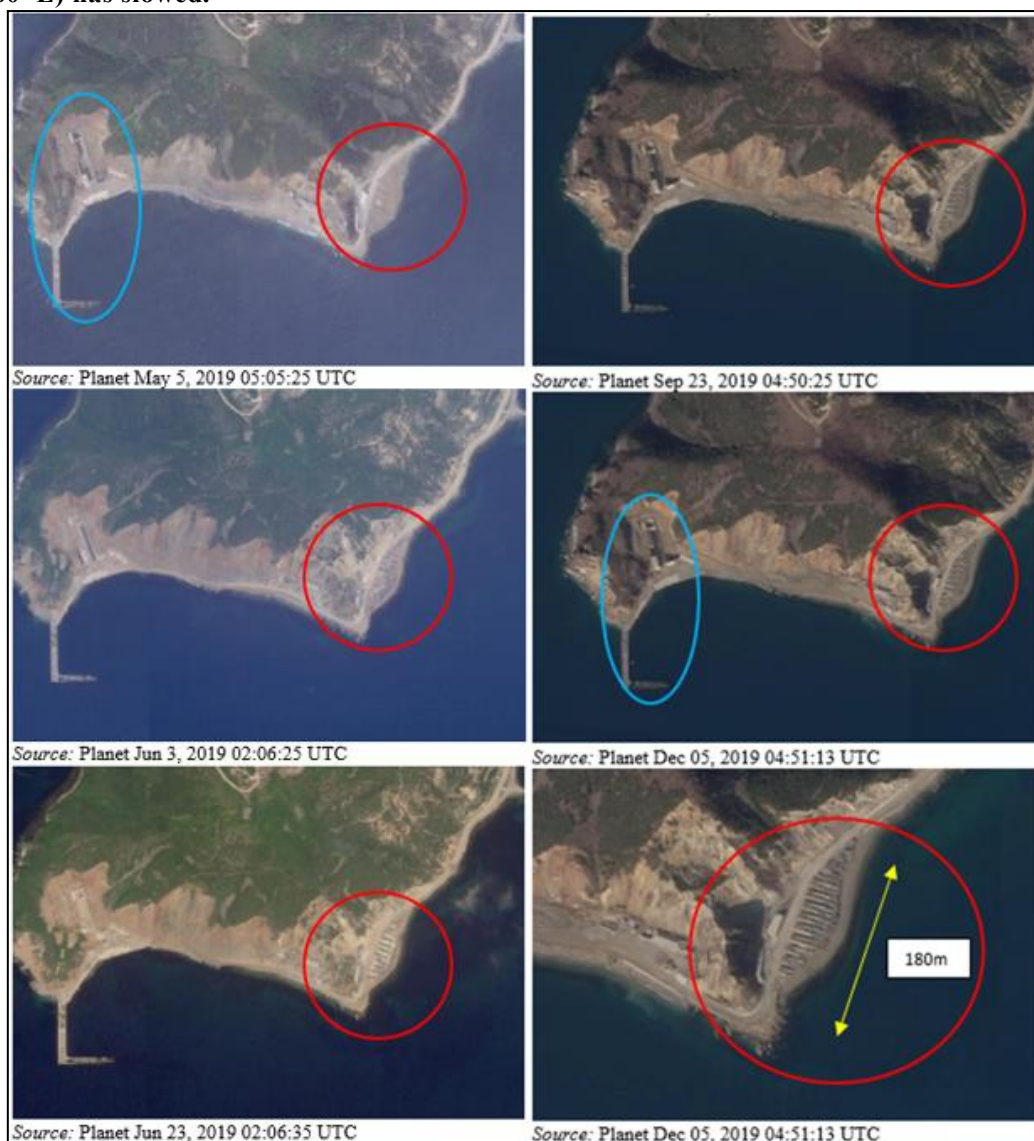 E) has slowed.
Source: Planet May 5, 2019 05:05:25 UTC
Source: Planet Sep 23, 2019 04:50:25 UTC
Source: Planet Jun 3, 2019 02:06:25 UTC
Source: Planet Dec 05, 2019 04:51:13 UTC
180m
Source: Planet Jun 23, 2019 02:06:35 UTC
Source: Planet Dec 05, 2019 04:51:13 UTC